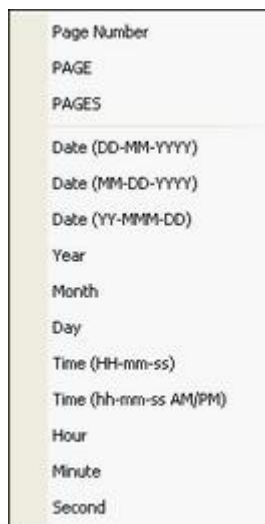 Page Number
PAGE
PAGES
Date (DD-MM-YYYY)
Date (MM-DD-YYYY)
Date (YY-MMM-DD)
Year
Month
Day
Time (HH-mm-ss)
Time (hh-mm-ss AM/PM)
Hour
Minute
Second